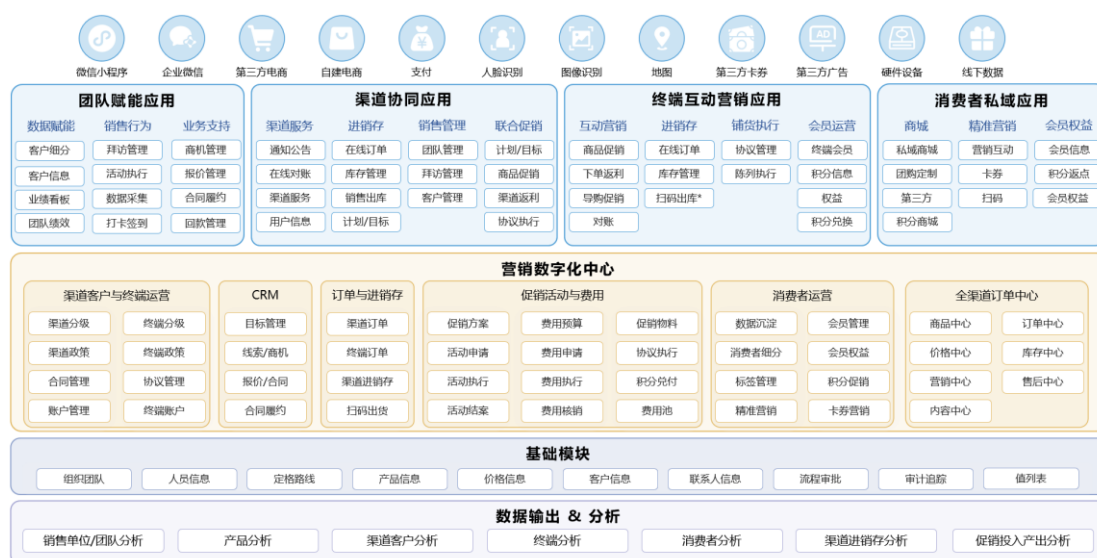 AD
微信小程序 企业微信 第三方电商 自建电商 支付 人脸识别 图像识别 地图 第三方卡券 第三方广告 硬件设备 线下数据
团队赋能应用
数据赋能 销售行为 业务支持
客户细分 拜访管理 商机管理
客户信息 活动执行 报价管理
业绩看板 数据采集 合同履约
团队绩效 打卡签到 回款管理
渠道协同应用
渠道服务 进销存 销售管理 联合促销
通知公告 在线订单 团队管理 计划/目标
在线对账 库存管理 拜访管理 商品促销
渠道服务 销售出库 客户管理 渠道返利
用户信息 计划/目标 协议执行
终端互动营销应用
互动营销 进销存 铺货执行 会员运营
商品促销 在线订单 协议管理 终端会员
下单返利 库存管理 陈列执行 积分信息
导购促销 扫码出库* 权益
对账 积分兑换
消费者私域应用
商城 精准营销 会员权益
私域商城 营销互动 会员信息
团购定制 卡券 积分返点
第三方 扫码 会员权益
积分商城
营销数字化中心
渠道客户与终端运营
渠道分级 终端分级
渠道政策 终端政策
合同管理 协议管理
账户管理 终端账户
CRM
目标管理
线索/商机
报价/合同
合同履约
订单与进销存
渠道订单
终端订单
渠道进销存
扫码出货
促销活动与费用
促销方案 费用预算 促销物料
活动申请 费用申请 协议执行
活动执行 费用执行 积分兑付
活动结案 费用核销 费用池
消费者运营
数据沉淀 会员管理
消费者细分 会员权益
标签管理 积分促销
精准营销 卡券营销
全渠道订单中心
商品中心 订单中心
价格中心 库存中心
营销中心 售后中心
内容中心
基础模块
组织团队 人员信息 定格路线 产品信息 价格信息 客户信息 联系人信息 流程审批 审计追踪 值列表
数据输出 & 分析
销售单位/团队分析 产品分析 渠道客户分析 终端分析 消费者分析 渠道进销存分析 促销投入产出分析